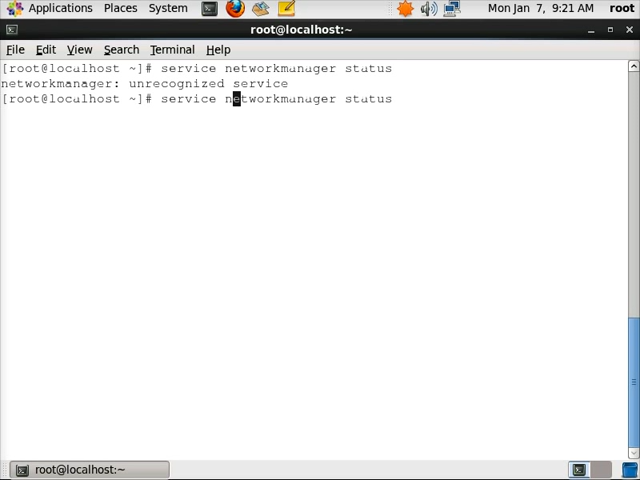 Applications Places System Mon Jan 7, 9:21 AM root
root@localhost:~
File Edit View Search Terminal Help
[root@localhost ~]# service networkmanager status
networkmanager: unrecognized service
[root@localhost ~]# service networkmanager status
root@localhost:~